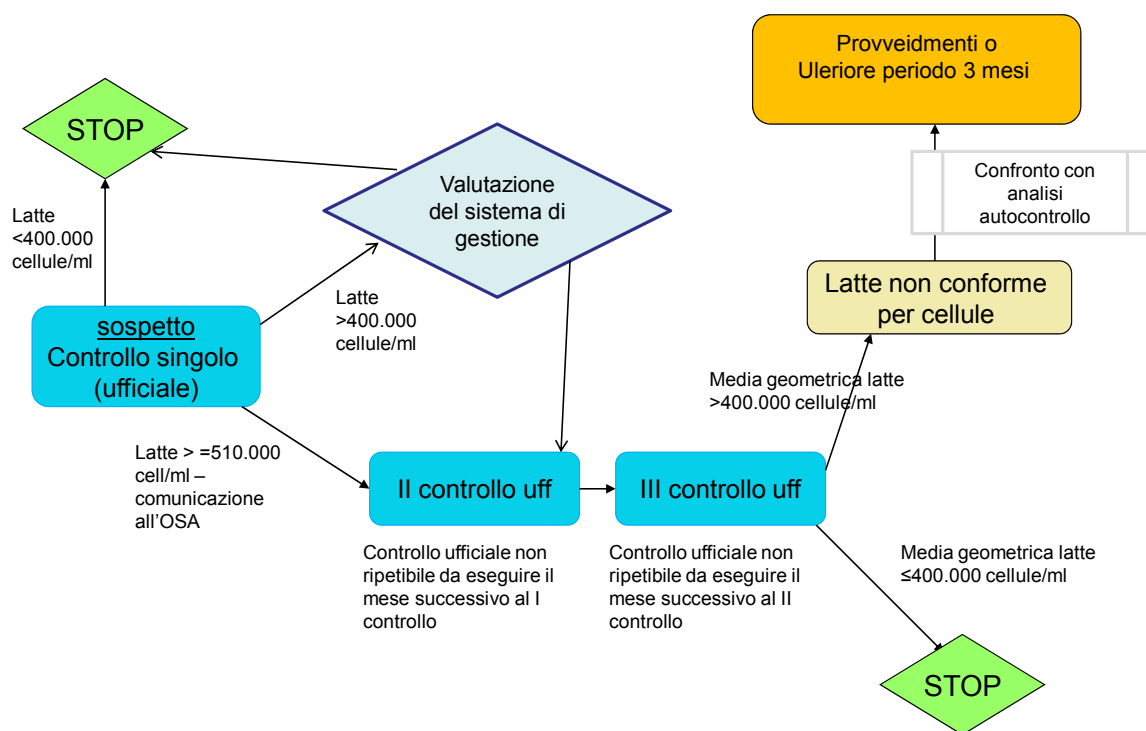 Provveidmenti o
Uleriore periodo 3 mesi
STOP
Valutazione
del sistema di
gestione
Confronto con
analisi
autocontrollo
Latte
<400.000
cellule/ml
Latte
>400.000
cellule/ml
Latte non conforme
per cellule
sospetto
Controllo singolo
(ufficiale)
Media geometrica latte
>400.000 cellule/ml
Latte > =510.000
cell/ml –
comunicazione
all'OSA
II controllo uff
III controllo uff
Controllo ufficiale non
ripetibile da eseguire il
mese successivo al I
controllo
Controllo ufficiale non
ripetibile da eseguire il
mese successivo al II
controllo
Media geometrica latte
≤400.000 cellule/ml
STOP